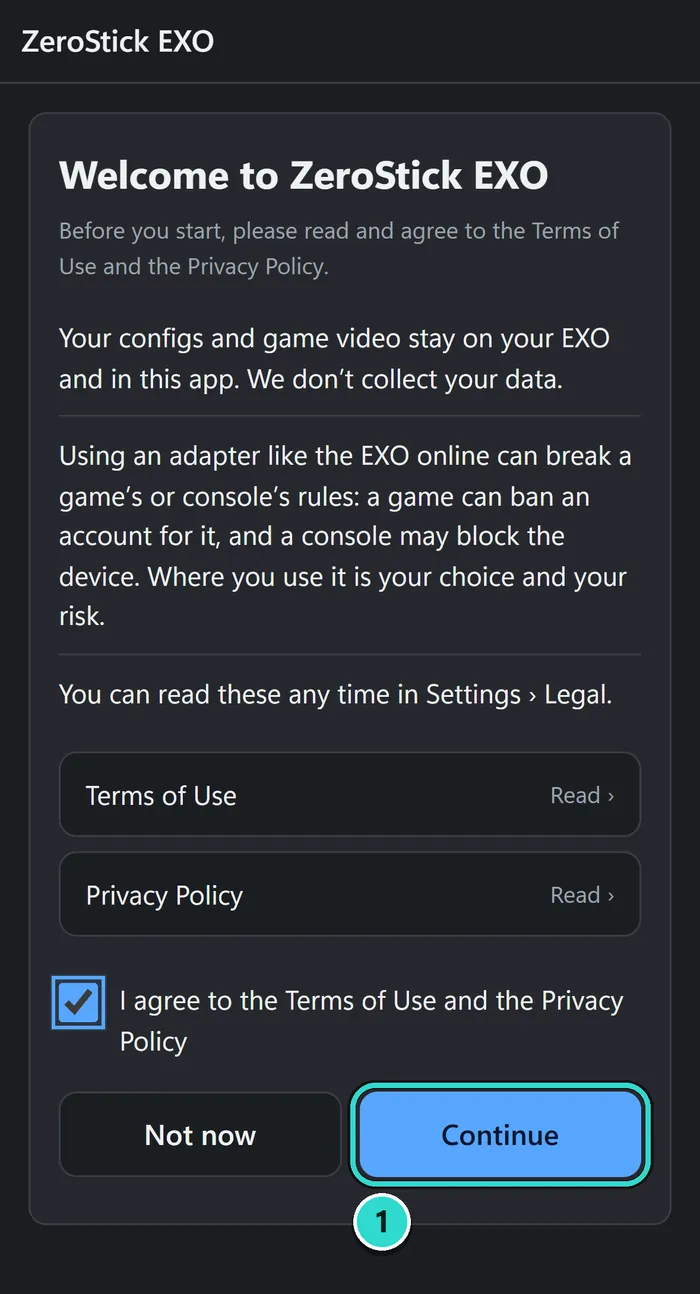 ZeroStick EXO
Welcome to ZeroStick EXO
Before you start, please read and agree to the Terms of
Use and the Privacy Policy.
Your configs and game video stay on your EXO
and in this app. We don’t collect your data.
Using an adapter like the EXO online can break a
game’s or console’s rules: a game can ban an
account for it, and a console may block the
device. Where you use it is your choice and your
risk.
You can read these any time in Settings › Legal.
Terms of Use Read ›
Privacy Policy Read ›
I agree to the Terms of Use and the Privacy
Policy
Not now Continue
1